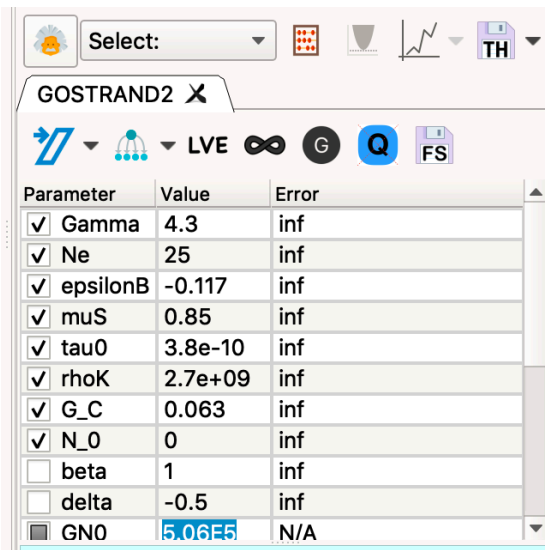 Select:
TH
GOSTRAND2
LVE G Q FS
Parameter Value Error
Gamma 4.3 inf
Ne 25 inf
epsilonB -0.117 inf
muS 0.85 inf
tau0 3.8e-10 inf
rhoK 2.7e+09 inf
G_C 0.063 inf
N_0 0 inf
beta 1 inf
delta -0.5 inf
GN0 5.06E5 N/A